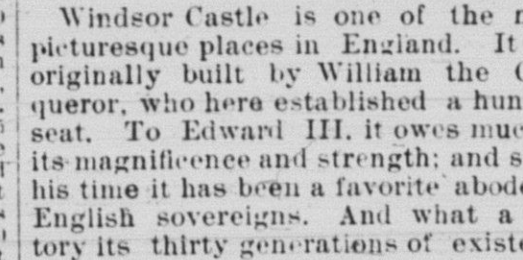 Windsor Castle is one of the
picturesque places in England. It
originally built by William the
queror, who here established a hun
seat. To Edward III. it owes muc
its magnificence and strength; and s
his time it has been a favorite abode
English sovereigns. And what a
tory its thirty generations of existe